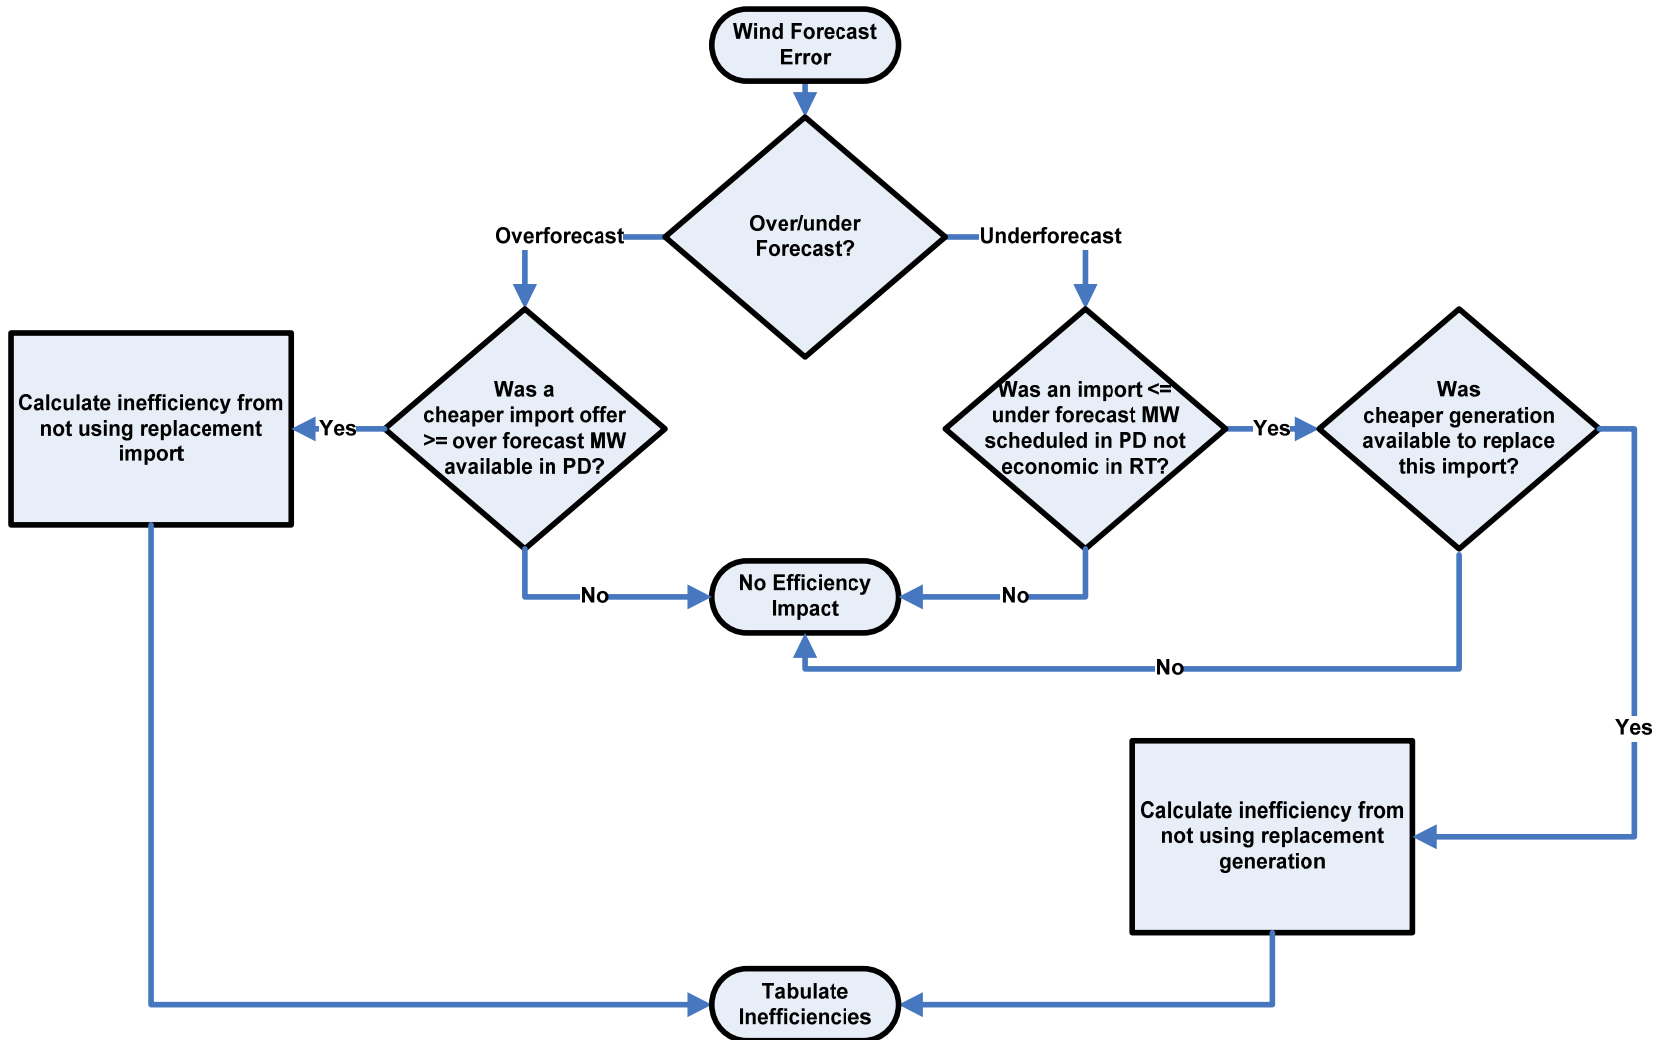 Wind Forecast
Error
Over/under
Forecast?
Overforecast
Underforecast
Calculate inefficiency from
not using replacement
import
Yes
Was a
cheaper import offer
>= over forecast MW
available in PD?
Was an import <=
under forecast MW
scheduled in PD not
economic in RT?
Yes
Was
cheaper generation
available to replace
this import?
No
No Efficiency
Impact
No
No
Yes
Calculate inefficiency from
not using replacement
generation
Tabulate
Inefficiencies